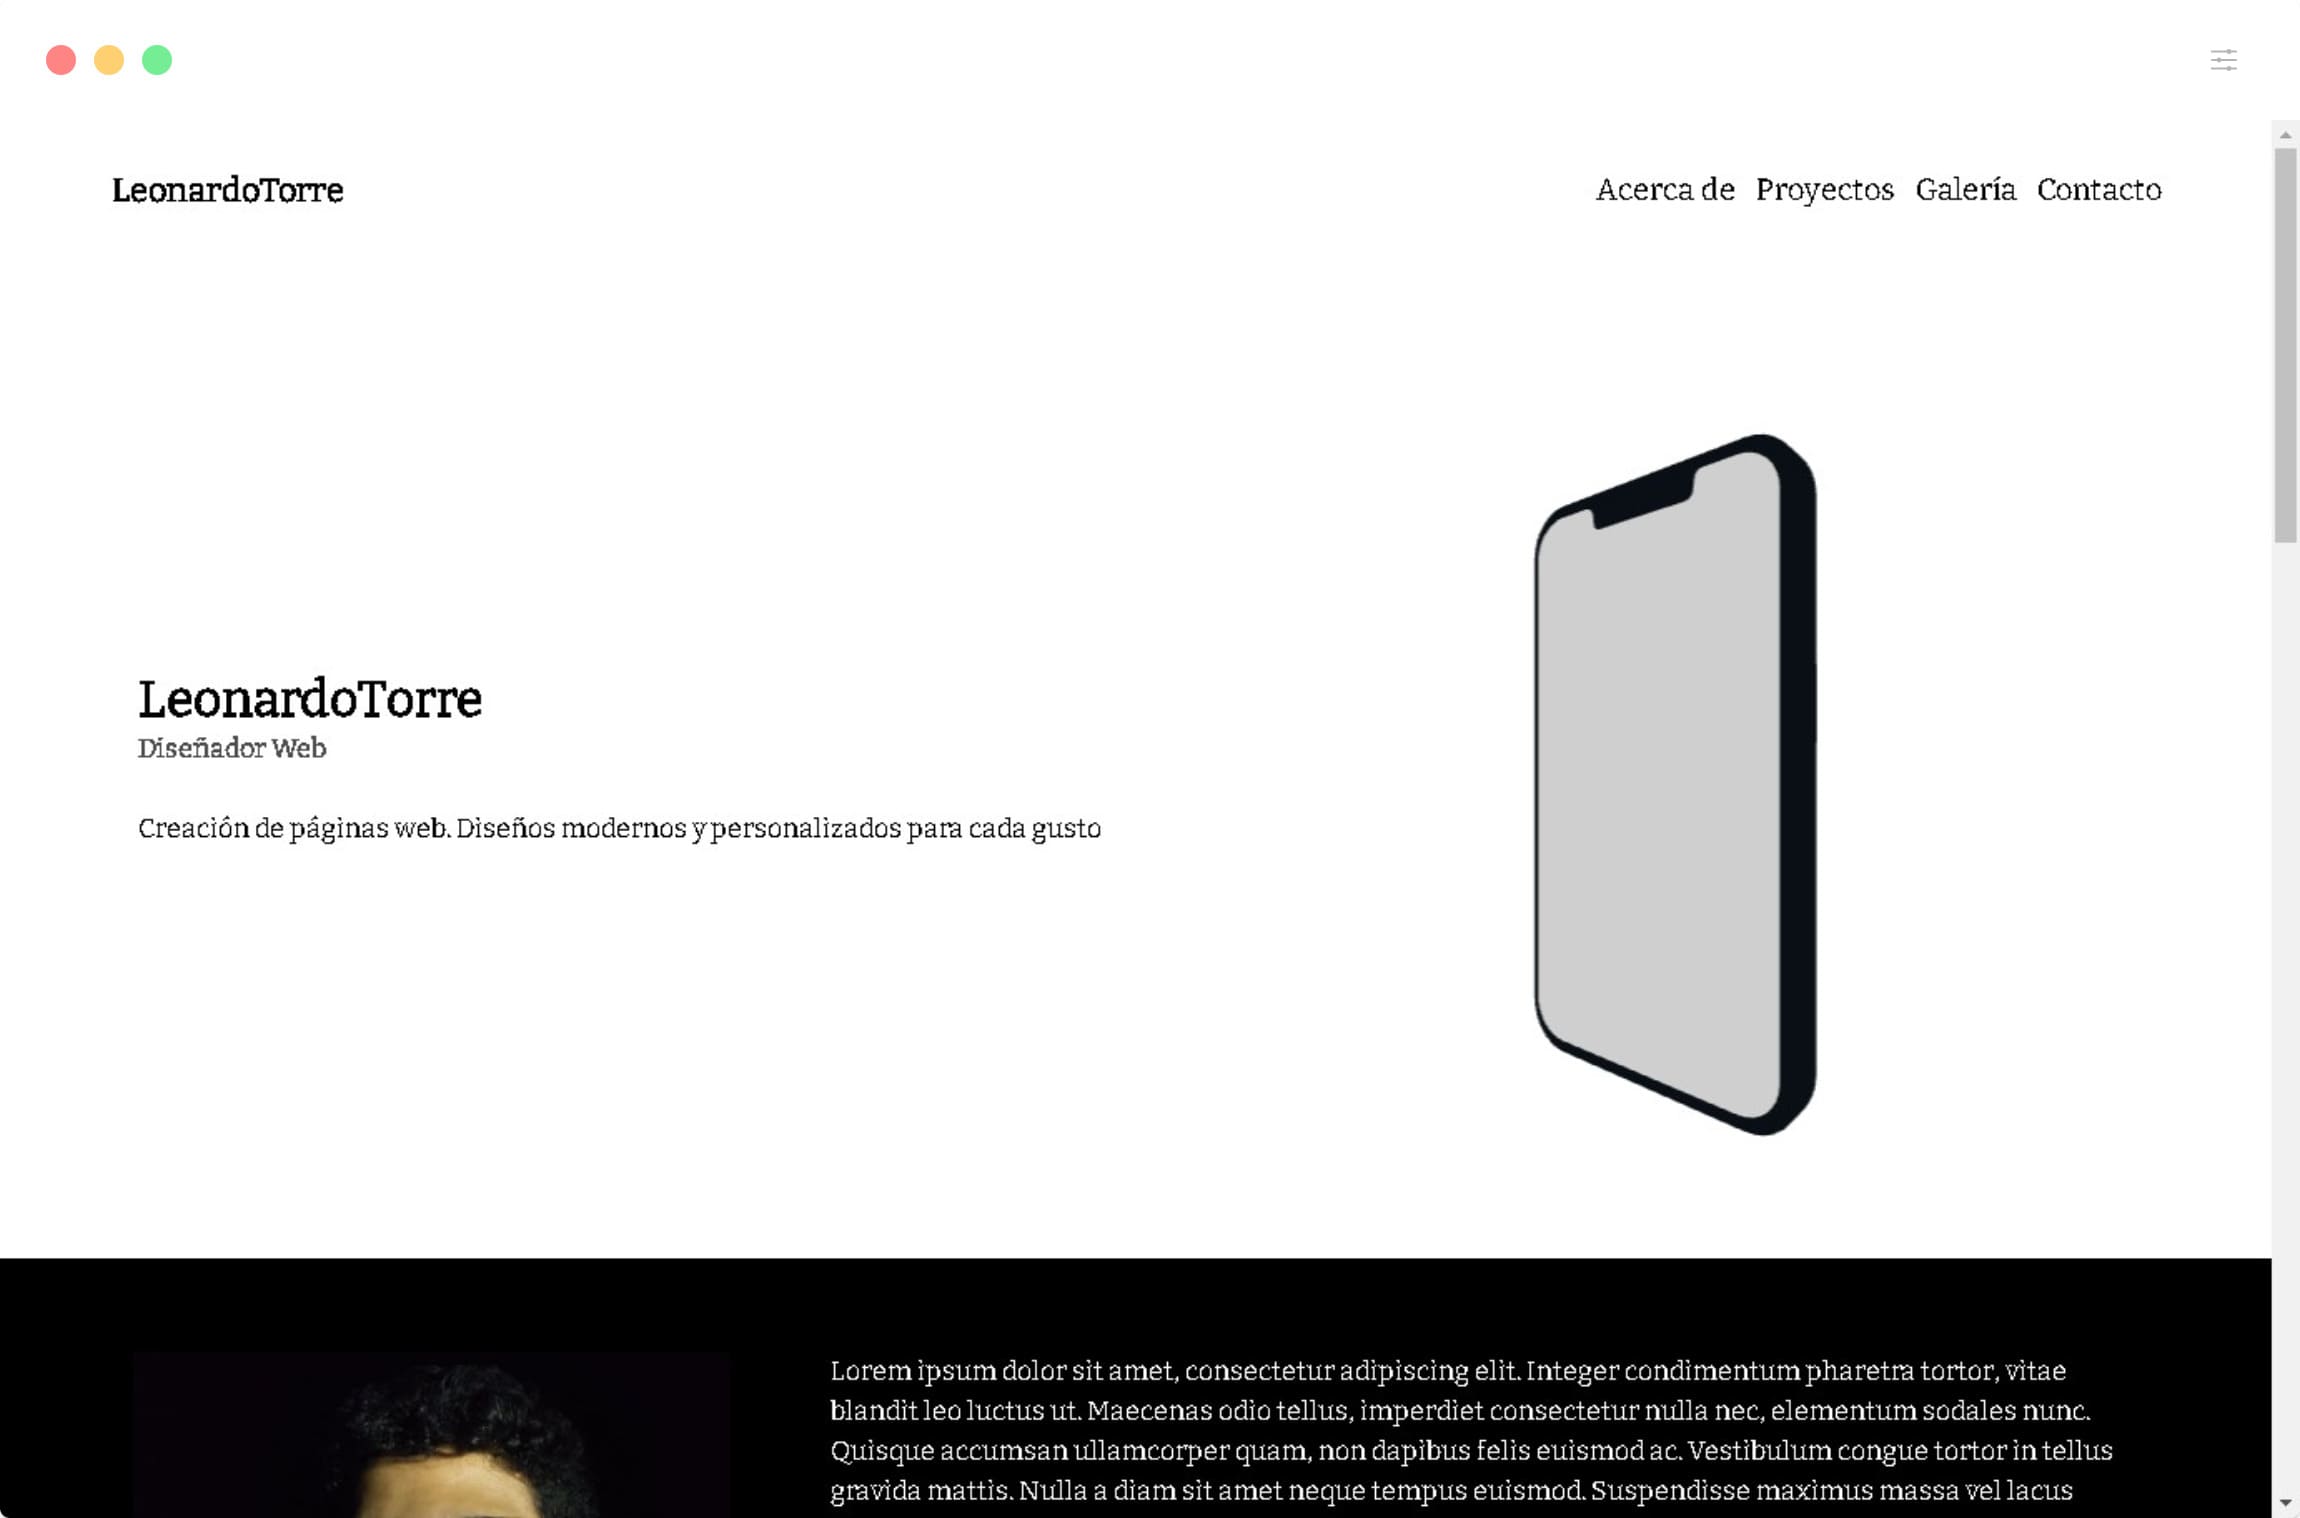 LeonardoTorre
Acerca de Proyectos Galería Contacto
LeonardoTorre
Diseñador Web
Creación de páginas web. Diseños modernos y personalizados para cada gusto
Lorem ipsum dolor sit amet, consectetur adipiscing elit. Integer condimentum pharetra tortor, vitae
blandit leo luctus ut. Maecenas odio tellus, imperdiet consectetur nulla nec, elementum sodales nunc.
Quisque accumsan ullamcorper quam, non dapibus felis euismod ac. Vestibulum congue tortor in tellus
gravida mattis. Nulla a diam sit amet neque tempus euismod. Suspendisse maximus massa vel lacus